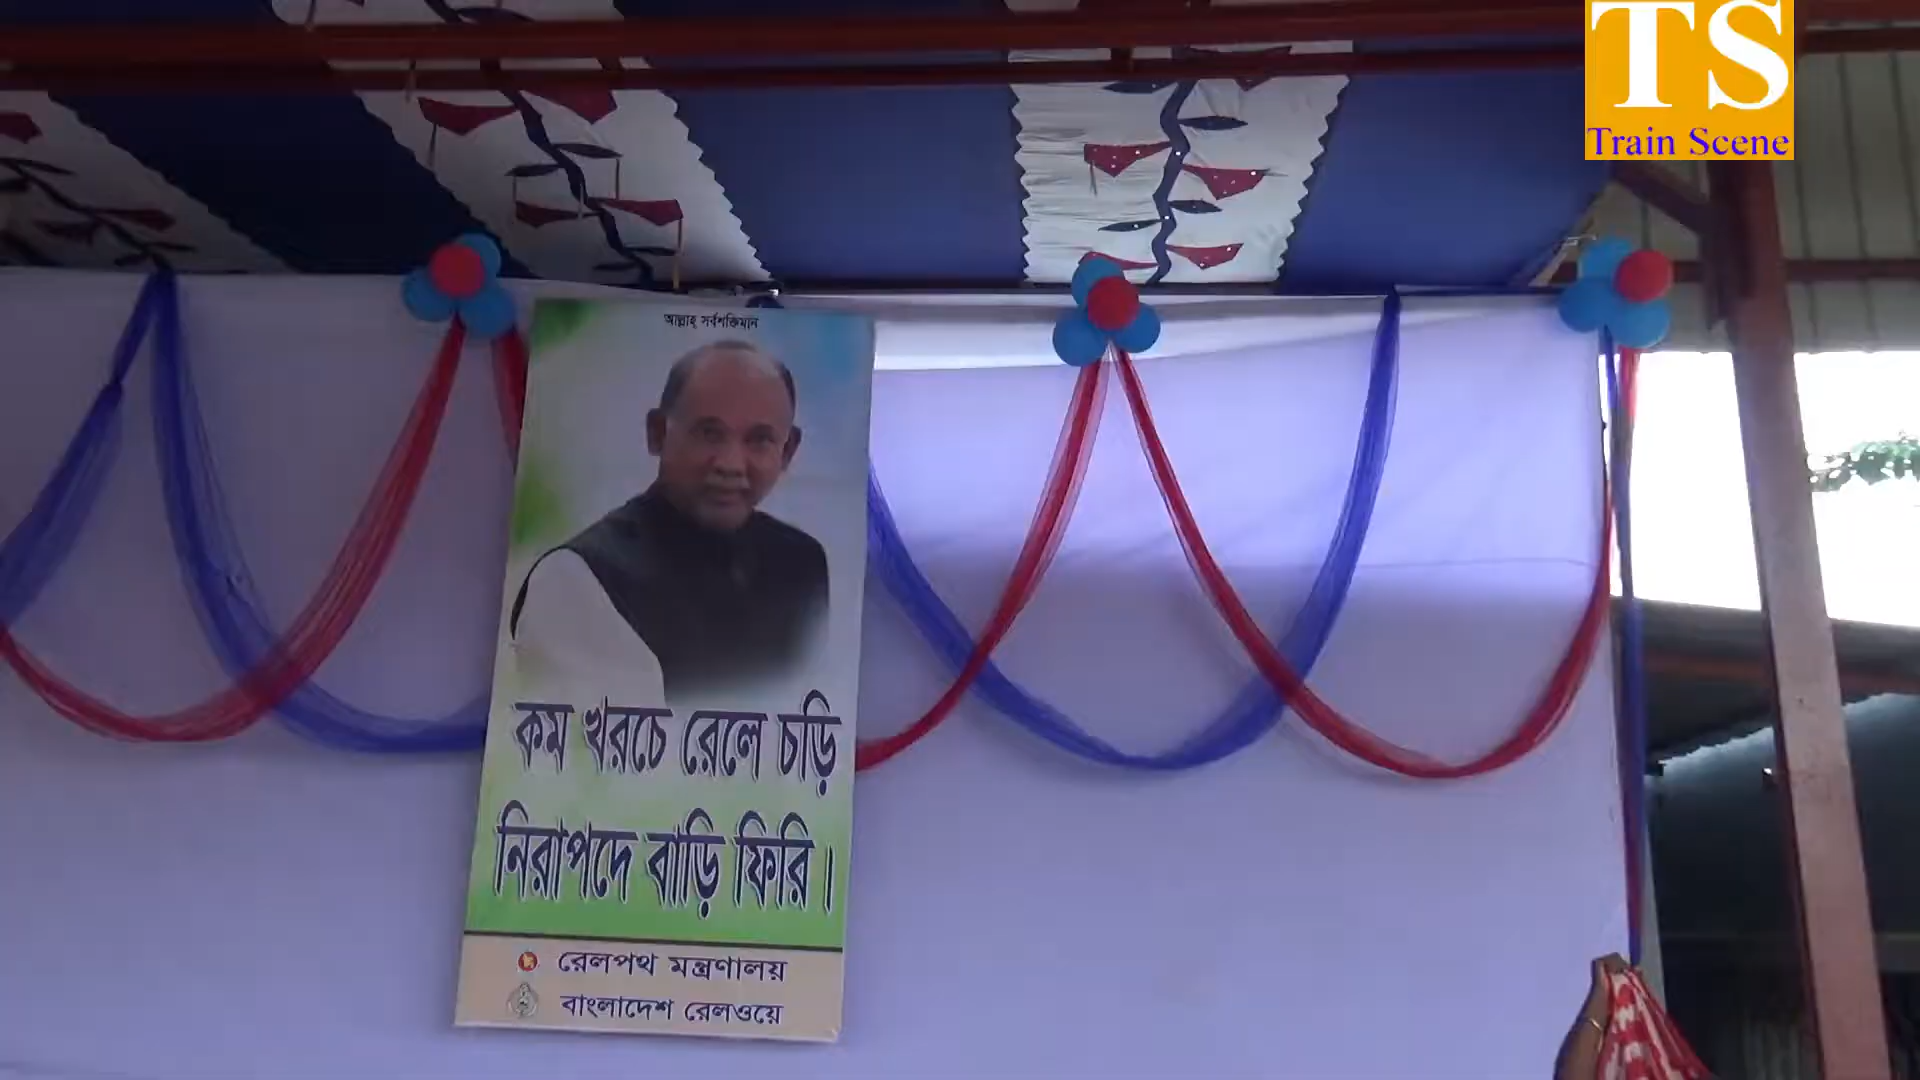 TS
Train Scene
আল্লাহ্ সর্বশক্তিমান
কম খরচে রেলে চড়ি
নিরাপদে বাড়ি ফিরি।
রেলপথ মন্ত্রণালয়
বাংলাদেশ রেলওয়ে